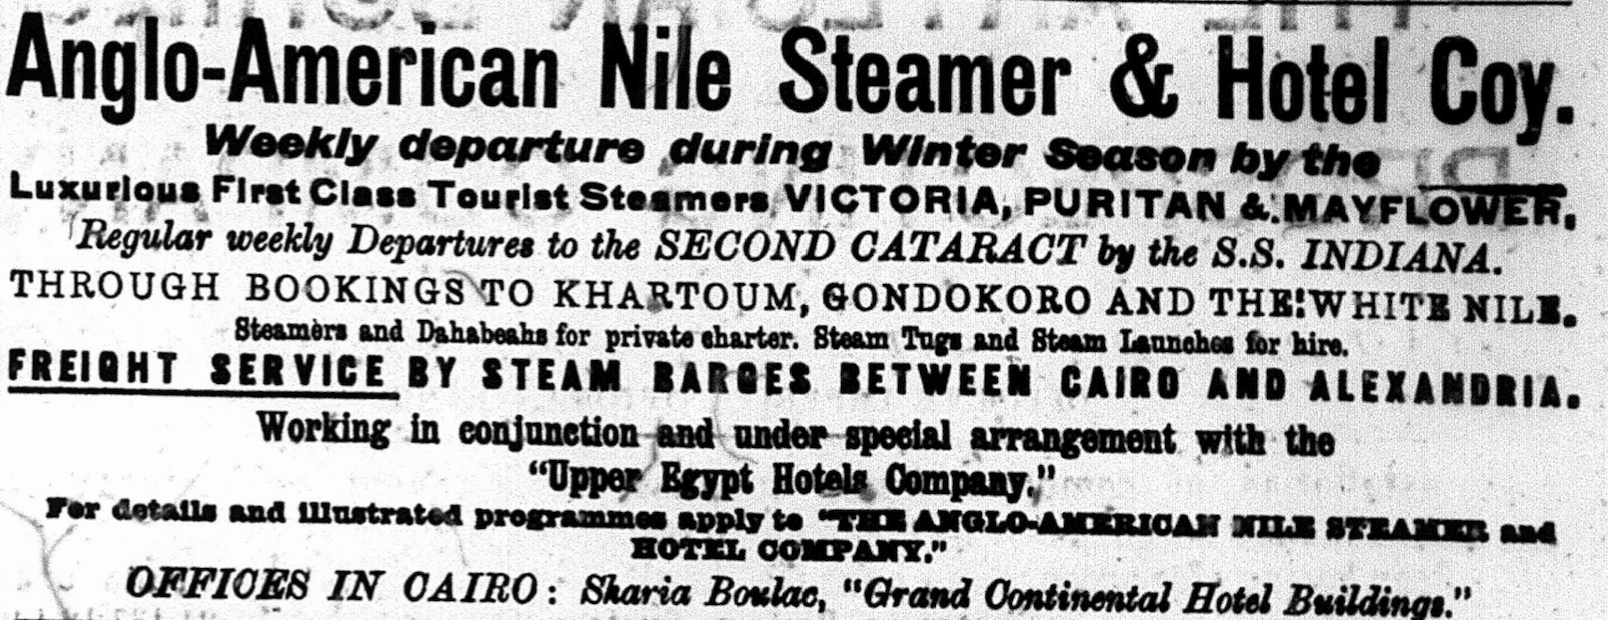 Anglo-American Nile Steamer & Hotel Coy.
Weekly departure during Winter Season by the
Luxurious First Class Tourist Steamers VICTORIA, PURITAN & MAYFLOWER,
Regular weekly Departures to the SECOND CATARACT by the S.S. INDIANA.
THROUGH BOOKINGS TO KHARTOUM, GONDOKORO AND THE WHITE NILE.
Steamers and Dahabeahs for private charter. Steam Tugs and Steam Launches for hire.
FREIGHT SERVICE BY STEAM BARGES BETWEEN CAIRO AND ALEXANDRIA.
Working in conjunction and under special arrangement with the
"Upper Egypt Hotels Company."
For details and illustrated programmes apply to "THE ANGLO-AMERICAN NILE STEAMER and
HOTEL COMPANY."
OFFICES IN CAIRO: Sharia Boulac, "Grand Continental Hotel Buildings."